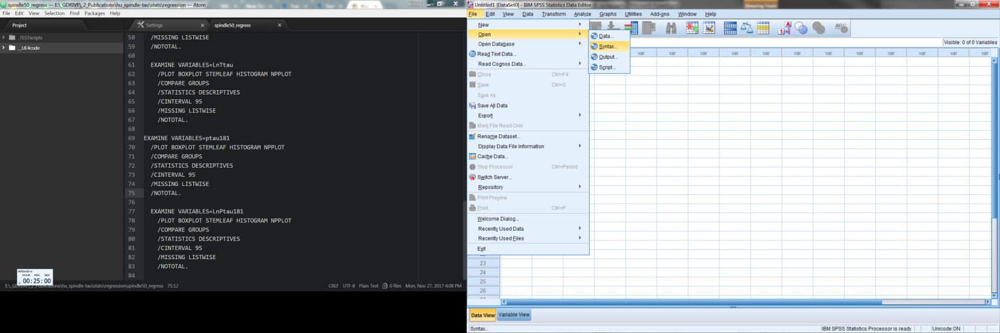 spindle50_regress — E:\_GDRIVE\_2_Publications\hu_spindle-tau\stats\regression — Atom
File Edit View Selection Find Packages Help
Project
Settings
spindle50_regress
_TESTscripts
__UE4code
58 /MISSING LISTWISE
59 /NOTOTAL.
60
61 EXAMINE VARIABLES=LnTtau
62 /PLOT BOXPLOT STEMLEAF HISTOGRAM NPPLOT
63 /COMPARE GROUPS
64 /STATISTICS DESCRIPTIVES
65 /CINTERVAL 95
66 /MISSING LISTWISE
67 /NOTOTAL.
68
69 EXAMINE VARIABLES=ptau181
70 /PLOT BOXPLOT STEMLEAF HISTOGRAM NPPLOT
71 /COMPARE GROUPS
72 /STATISTICS DESCRIPTIVES
73 /CINTERVAL 95
74 /MISSING LISTWISE
75 /NOTOTAL.
76
77 EXAMINE VARIABLES=LnPtau181
78 /PLOT BOXPLOT STEMLEAF HISTOGRAM NPPLOT
79 /COMPARE GROUPS
80 /STATISTICS DESCRIPTIVES
81 /CINTERVAL 95
82 /MISSING LISTWISE
83 /NOTOTAL.
84
deliberative
HOUR MIN SEC
00:25:00
E:\_GDRIVE\_2_Publications\hu_spindle-tau\stats\regression\spindle50_regress 75:12
CRLF UTF-8 Plain Text 0 files Mon, Nov 27, 2017 4:08 PM
Untitled1 [DataSet0] - IBM SPSS Statistics Data Editor
File Edit View Data Transform Analyze Graphs Utilities Add-ons Window Help
New
Open
Open Database
Read Text Data...
Read Cognos Data...
Close Ctrl+F4
Save Ctrl+S
Save As...
Save All Data
Export
Mark File Read Only
Rename Dataset...
Display Data File Information
Cache Data...
Stop Processor Ctrl+Period
Switch Server...
Repository
Print Preview
Print... Ctrl+P
Welcome Dialog...
Recently Used Data
Recently Used Files
Exit
Data...
Syntax...
Output...
Script...
Visible: 0 of 0 Variables
var var var var var var var var var var var var
23
24
25
26
Data View Variable View
Syntax...
IBM SPSS Statistics Processor is ready
Unicode:ON